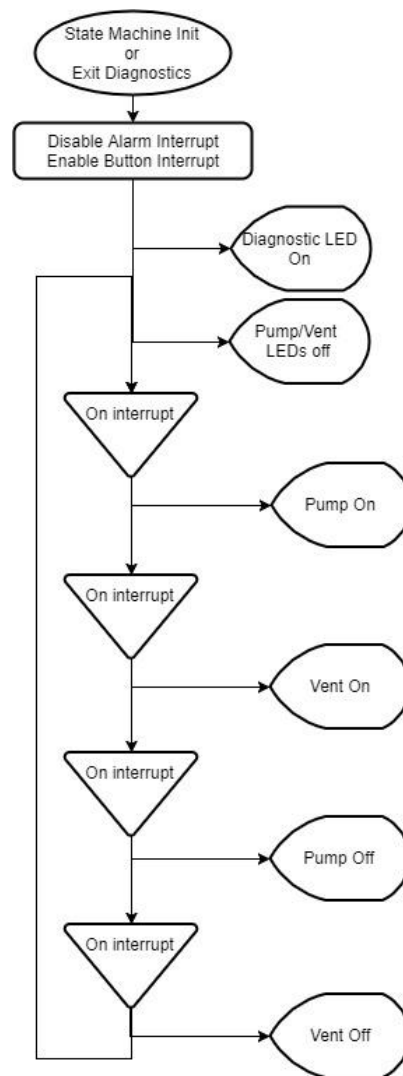 State Machine Init
or
Exit Diagnostics
Disable Alarm Interrupt
Enable Button Interrupt
Diagnostic LED
On
Pump/Vent
LEDs off
On interrupt
Pump On
On interrupt
Vent On
On interrupt
Pump Off
On interrupt
Vent Off